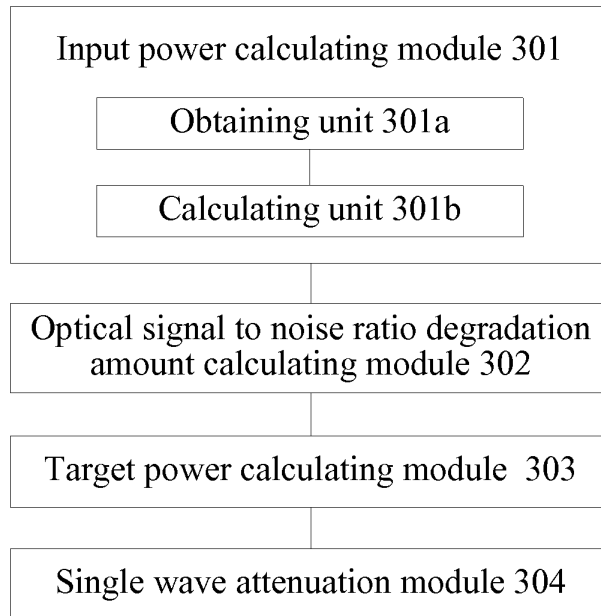 Input power calculating module 301
Obtaining unit 301a
Calculating unit 301b
Optical signal to noise ratio degradation
amount calculating module 302
Target power calculating module 303
Single wave attenuation module 304